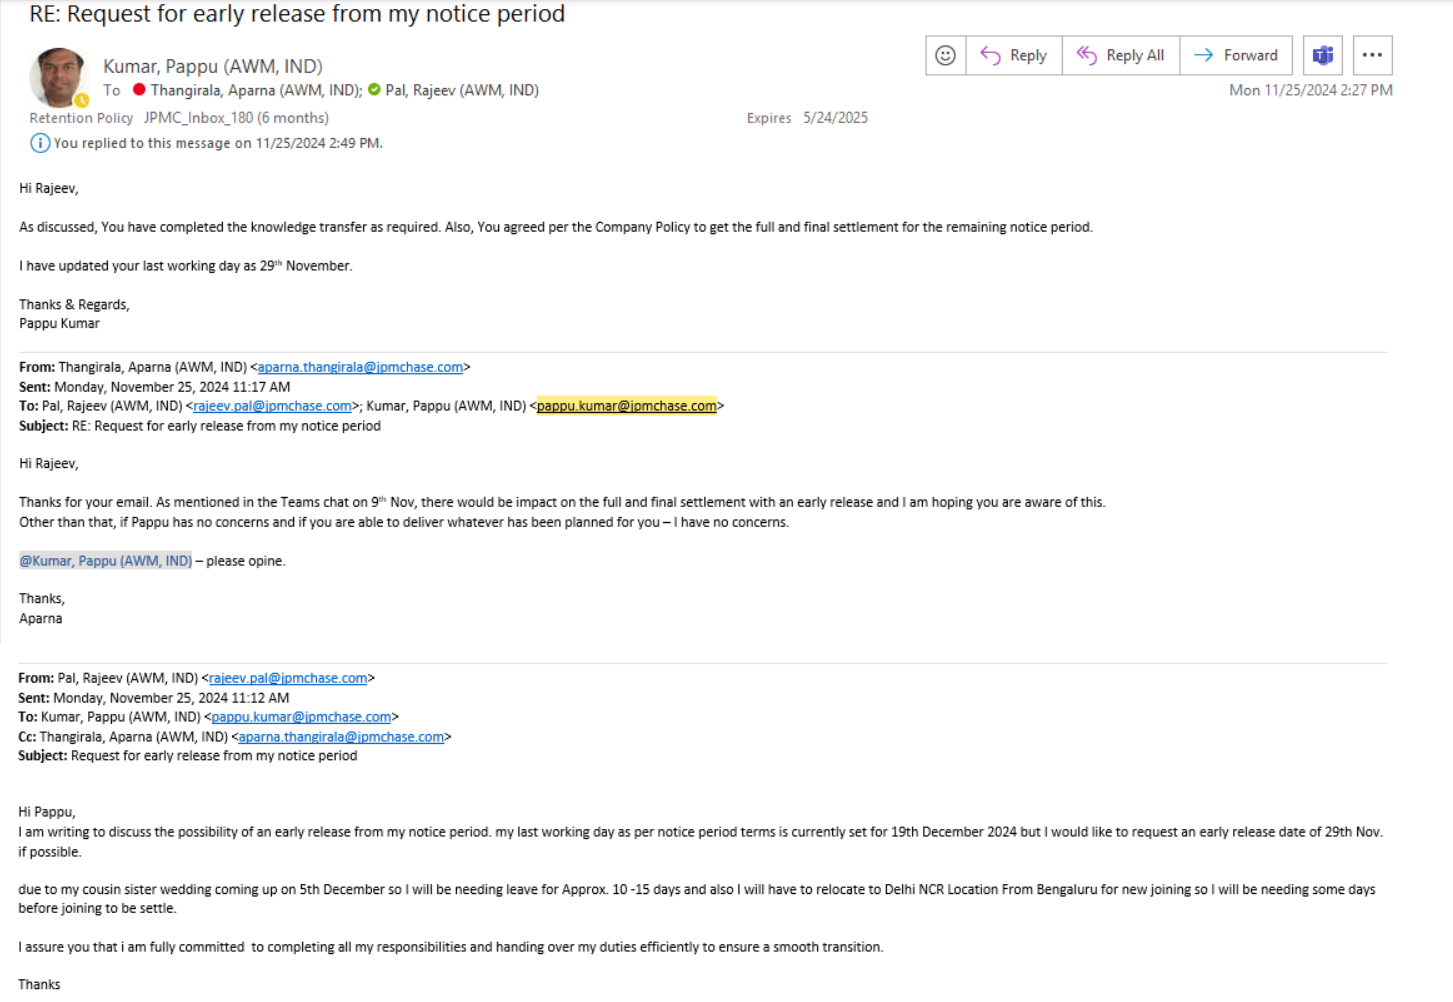 RE: Request for early release from my notice period
Kumar, Pappu (AWM, IND)
To Thangirala, Aparna (AWM, IND); Pal, Rajeev (AWM, IND)
Reply
Reply All
Forward
Mon 11/25/2024 2:27 PM
Retention Policy JPMC_Inbox_180 (6 months)
Expires 5/24/2025
You replied to this message on 11/25/2024 2:49 PM.
Hi Rajeev,
As discussed, You have completed the knowledge transfer as required. Also, You agreed per the Company Policy to get the full and final settlement for the remaining notice period.
I have updated your last working day as 29th November.
Thanks & Regards,
Pappu Kumar
From: Thangirala, Aparna (AWM, IND) <aparna.thangirala@jpmchase.com>
Sent: Monday, November 25, 2024 11:17 AM
To: Pal, Rajeev (AWM, IND) <rajeev.pal@jpmchase.com>; Kumar, Pappu (AWM, IND) <pappu.kumar@jpmchase.com>
Subject: RE: Request for early release from my notice period
Hi Rajeev,
Thanks for your email. As mentioned in the Teams chat on 9th Nov, there would be impact on the full and final settlement with an early release and I am hoping you are aware of this.
Other than that, if Pappu has no concerns and if you are able to deliver whatever has been planned for you – I have no concerns.
@Kumar, Pappu (AWM, IND) – please opine.
Thanks,
Aparna
From: Pal, Rajeev (AWM, IND) <rajeev.pal@jpmchase.com>
Sent: Monday, November 25, 2024 11:12 AM
To: Kumar, Pappu (AWM, IND) <pappu.kumar@jpmchase.com>
Cc: Thangirala, Aparna (AWM, IND) <aparna.thangirala@jpmchase.com>
Subject: Request for early release from my notice period
Hi Pappu,
I am writing to discuss the possibility of an early release from my notice period. my last working day as per notice period terms is currently set for 19th December 2024 but I would like to request an early release date of 29th Nov.
if possible.
due to my cousin sister wedding coming up on 5th December so I will be needing leave for Approx. 10 -15 days and also I will have to relocate to Delhi NCR Location From Bengaluru for new joining so I will be needing some days
before joining to be settle.
I assure you that i am fully committed  to completing all my responsibilities and handing over my duties efficiently to ensure a smooth transition.
Thanks